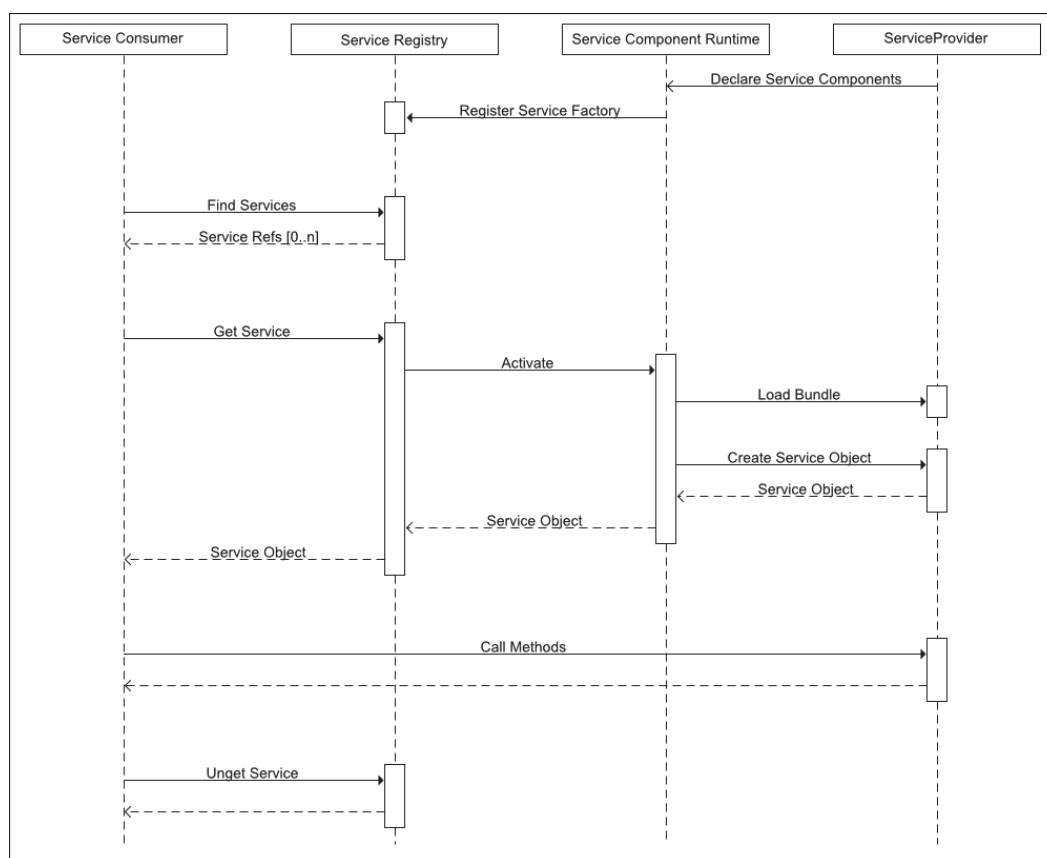 Service Consumer
Service Registry
Service Component Runtime
ServiceProvider
Declare Service Components
Register Service Factory
Find Services
Service Refs [0..n]
Get Service
Activate
Load Bundle
Create Service Object
Service Object
Service Object
Service Object
Call Methods
Unget Service